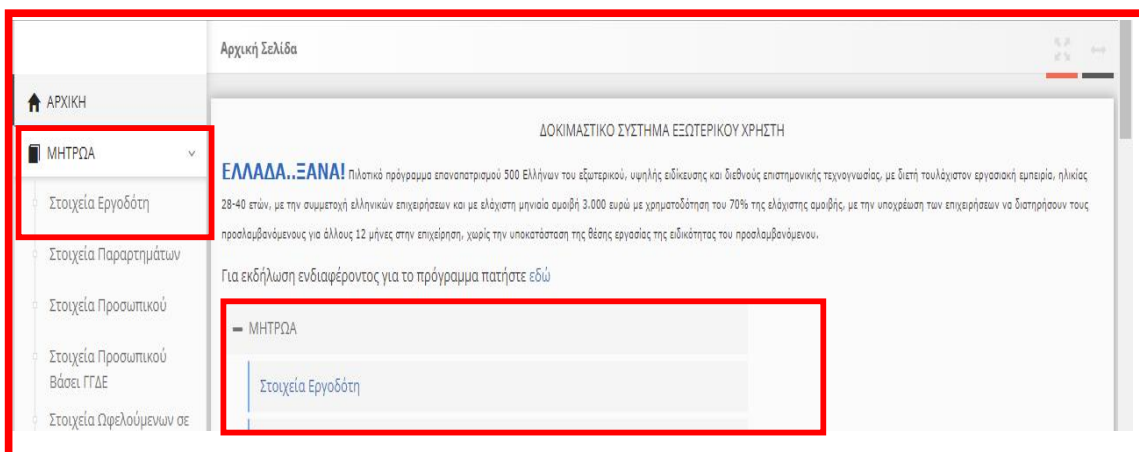 Αρχική Σελίδα
ΑΡΧΙΚΗ
ΜΗΤΡΩΑ
Στοιχεία Εργοδότη
Στοιχεία Παραρτημάτων
Στοιχεία Προσωπικού
Στοιχεία Προσωπικού
Βάσει ΓΓΔΕ
Στοιχεία Ωφελούμενων σε
ΔΟΚΙΜΑΣΤΙΚΟ ΣΥΣΤΗΜΑ ΕΞΩΤΕΡΙΚΟΥ ΧΡΗΣΤΗ
ΕΛΛΑΔΑ..ΞΑΝΑ! Πιλοτικό πρόγραμμα επαναπατρισμού 500 Ελλήνων του εξωτερικού, υψηλής ειδίκευσης και διεθνούς επιστημονικής τεχνογνωσίας, με διετή τουλάχιστον εργασιακή εμπειρία, ηλικίας
28-40 ετών, με την συμμετοχή ελληνικών επιχειρήσεων και με ελάχιστη μηνιαία αμοιβή 3.000 ευρώ με χρηματοδότηση του 70% της ελάχιστης αμοιβής, με την υποχρέωση των επιχειρήσεων να διατηρήσουν τους
προσλαμβανόμενους για άλλους 12 μήνες στην επιχείρηση, χωρίς την υποκατάσταση της θέσης εργασίας της ειδικότητας του προσλαμβανόμενου.
Για εκδήλωση ενδιαφέροντος για το πρόγραμμα πατήστε εδώ
ΜΗΤΡΩΑ
Στοιχεία Εργοδότη